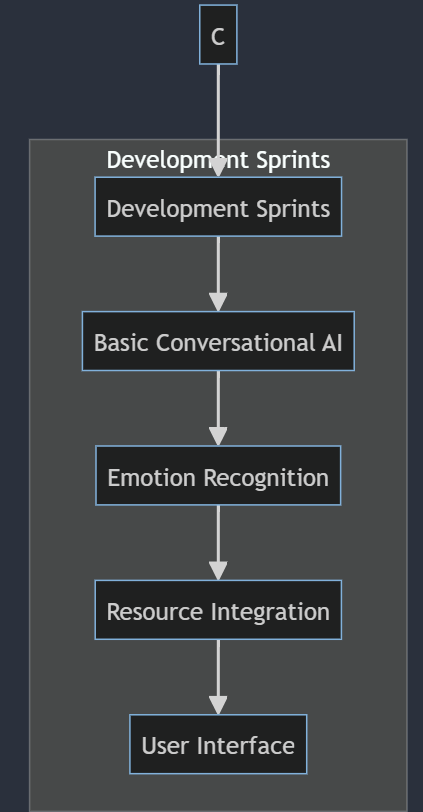 C
Development Sprints
Development Sprints
Basic Conversational AI
Emotion Recognition
Resource Integration
User Interface